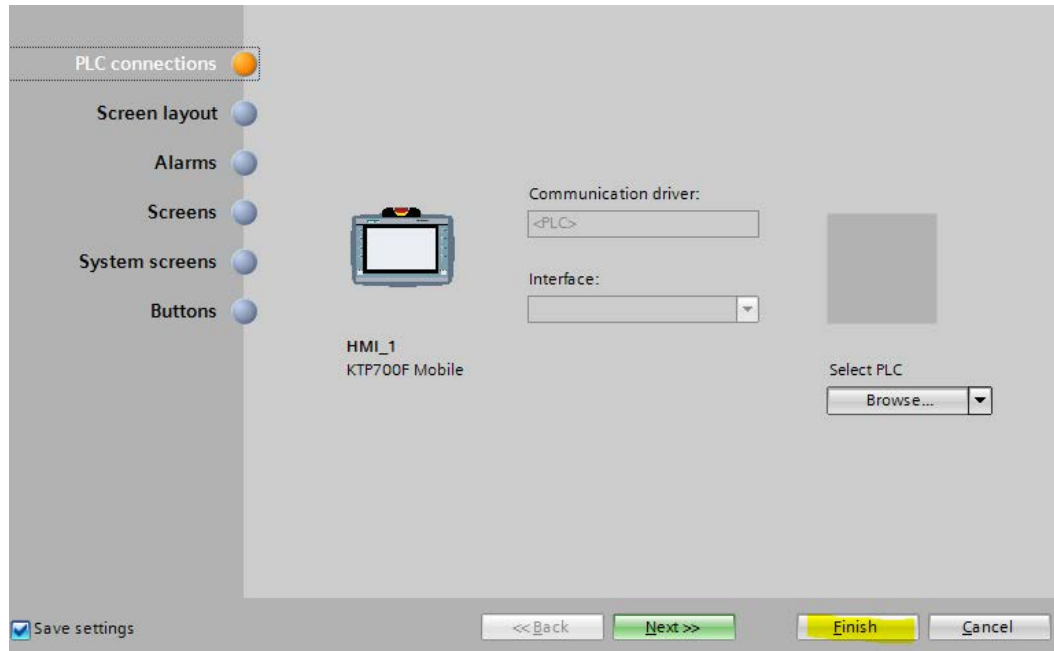 PLC connections
Screen layout
Alarms
Screens
System screens
Buttons
Communication driver:
<PLC>
Interface:
HMI_1
KTP700F Mobile
Select PLC
Browse...
Save settings
<<Back
Next>>
Finish
Cancel